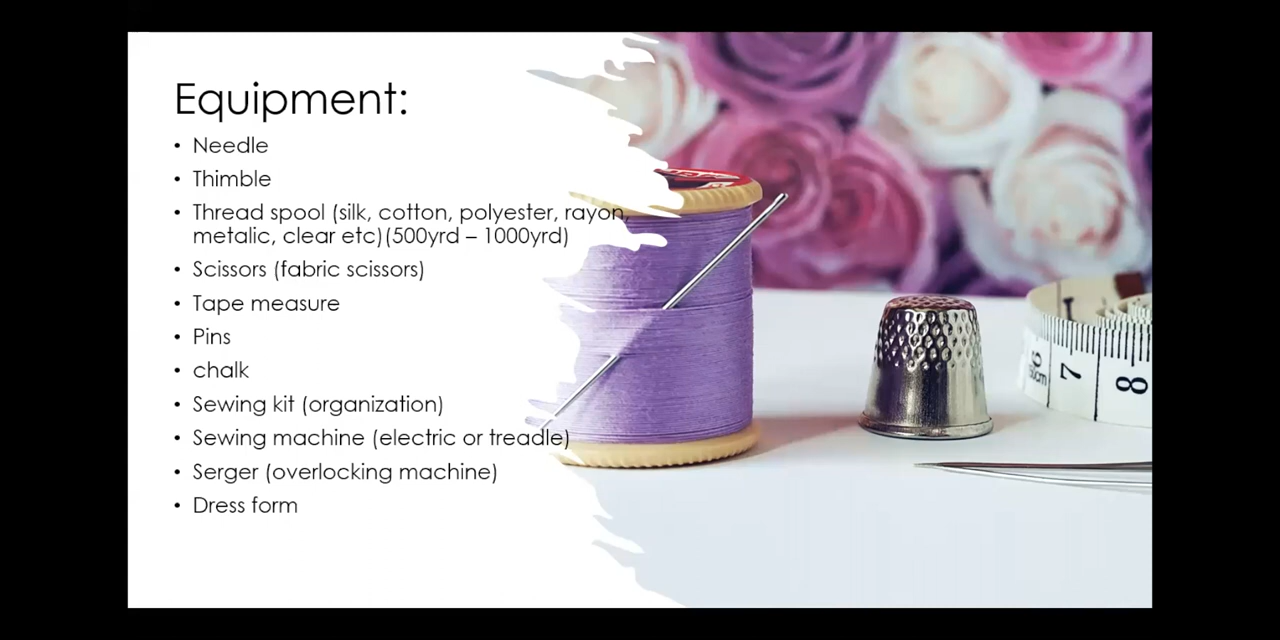 Equipment:
• Needle
• Thimble
• Thread spool (silk, cotton, polyester, rayon,
metalic, clear etc)(500yrd – 1000yrd)
• Scissors (fabric scissors)
• Tape measure
• Pins
• chalk
• Sewing kit (organization)
• Sewing machine (electric or treadle)
• Serger (overlocking machine)
• Dress form
6
7
8